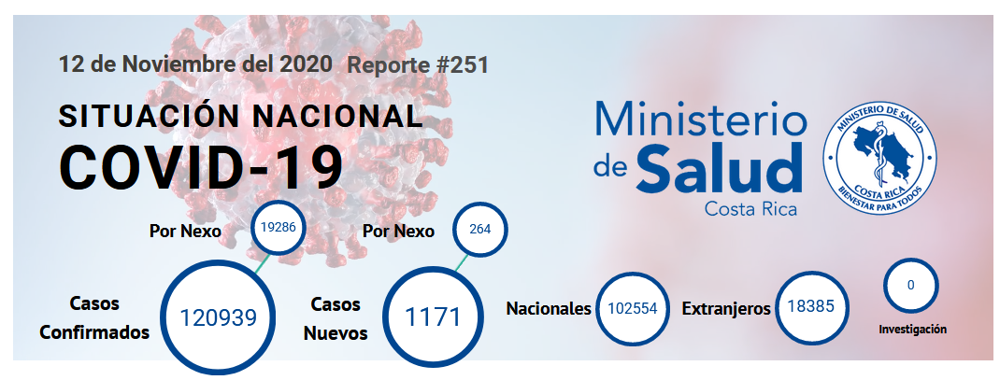 12 de Noviembre del 2020 Reporte #251
SITUACIÓN NACIONAL
COVID-19
Ministerio
de Salud
Costa Rica
MINISTERIO DE SALUD
COSTA RICA
BIENESTAR PARA TODOS
Por Nexo 19286
Por Nexo 264
Casos
Confirmados
120939
Casos
Nuevos
1171
Nacionales 102554
Extranjeros 18385
0
Investigación